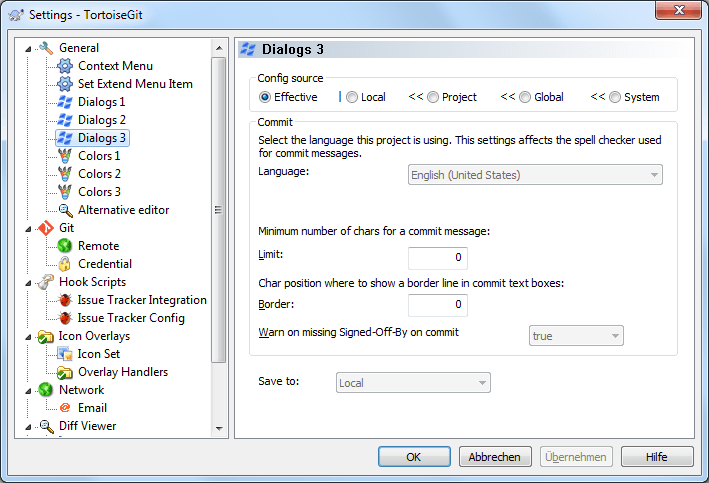 Settings - TortoiseGit
General
Context Menu
Set Extend Menu Item
Dialogs 1
Dialogs 2
Dialogs 3
Colors 1
Colors 2
Colors 3
Alternative editor
Git
Remote
Credential
Hook Scripts
Issue Tracker Integration
Issue Tracker Config
Icon Overlays
Icon Set
Overlay Handlers
Network
Email
Diff Viewer
Dialogs 3
Config source
Effective | Local << Project << Global << System
Commit
Select the language this project is using. This settings affects the spell checker used
for commit messages.
Language: English (United States)
Minimum number of chars for a commit message:
Limit: 0
Char position where to show a border line in commit text boxes:
Border: 0
Warn on missing Signed-Off-By on commit true
Save to: Local
OK Abbrechen Übernehmen Hilfe